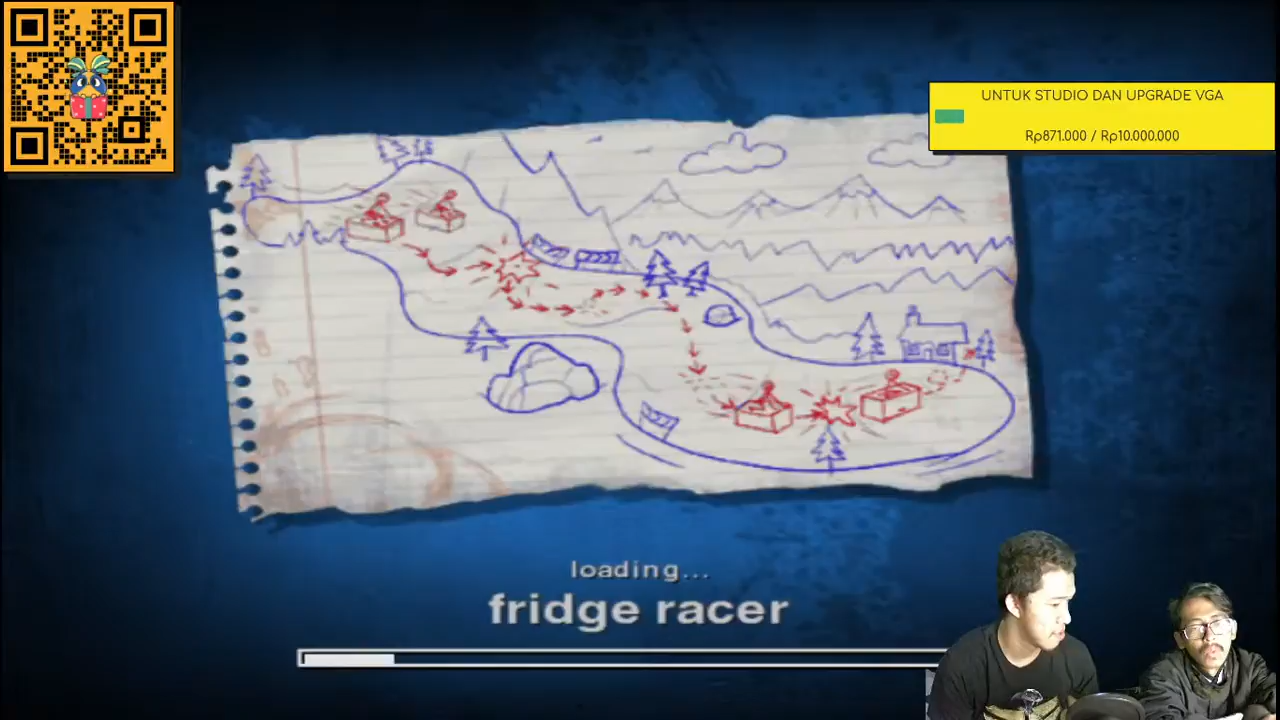 UNTUK STUDIO DAN UPGRADE VGA
Rp871.000 / Rp10.000.000
loading...
fridge racer